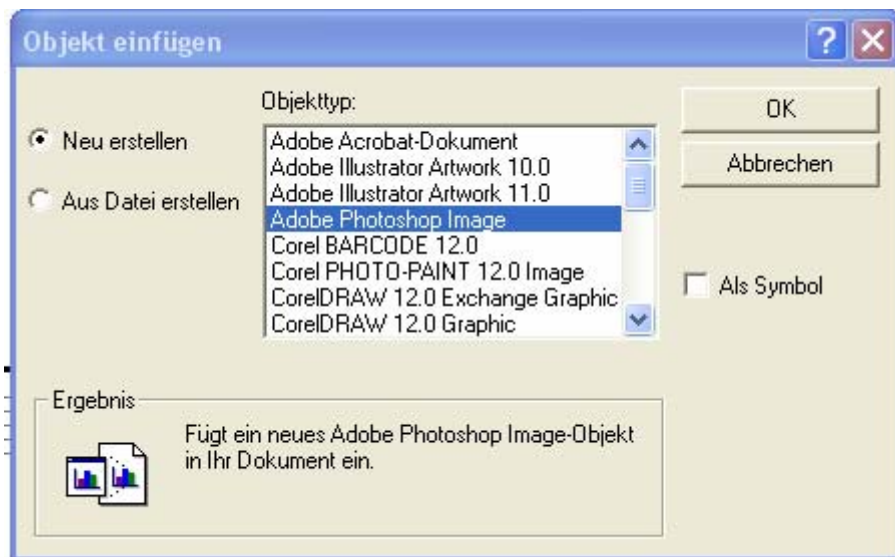 Objekt einfügen
Neu erstellen
Aus Datei erstellen
Objekttyp:
Adobe Acrobat-Dokument
Adobe Illustrator Artwork 10.0
Adobe Illustrator Artwork 11.0
Adobe Photoshop Image
Corel BARCODE 12.0
Corel PHOTO-PAINT 12.0 Image
CorelDRAW 12.0 Exchange Graphic
CorelDRAW 12.0 Graphic
OK
Abbrechen
Als Symbol
Ergebnis
Fügt ein neues Adobe Photoshop Image-Objekt
in Ihr Dokument ein.